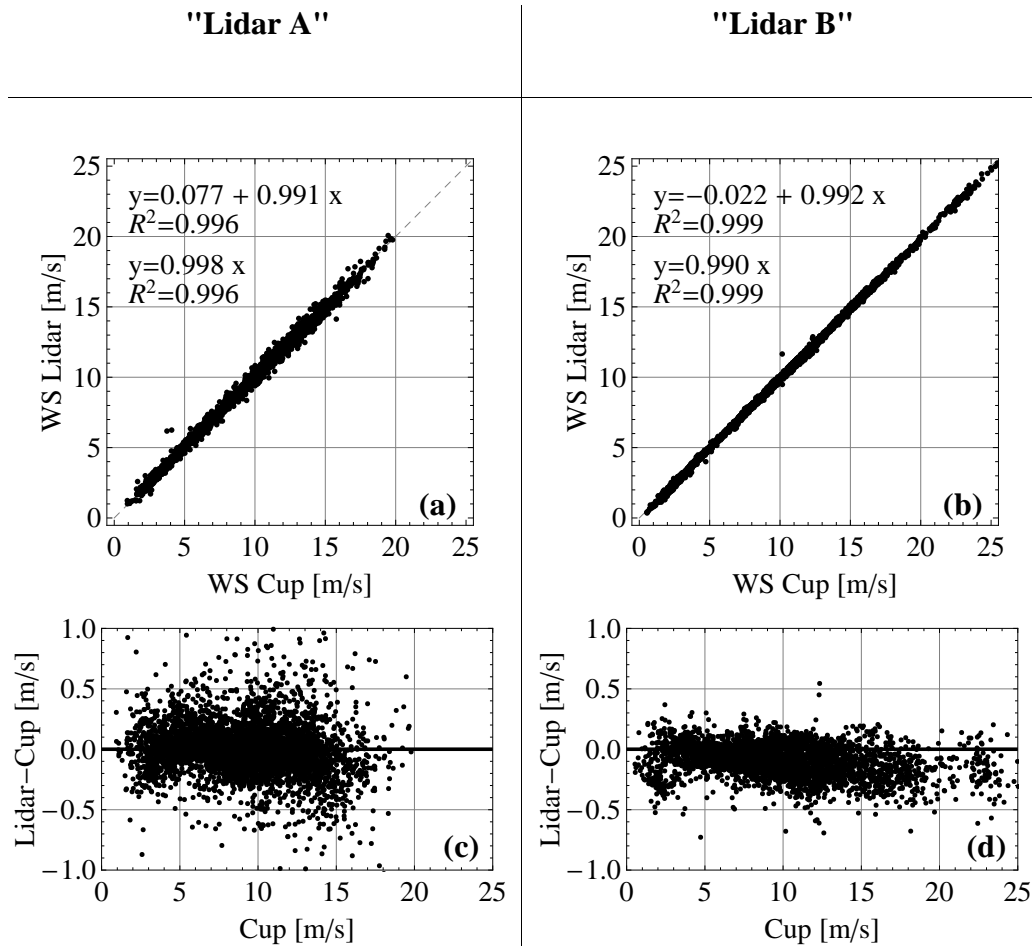 "Lidar A"
"Lidar B"
y=0.077 + 0.991 x
R²=0.996
y=0.998 x
R²=0.996
(a)
25
20
15
10
5
0
WS Lidar [m/s]
0 5 10 15 20 25
WS Cup [m/s]
y=−0.022 + 0.992 x
R²=0.999
y=0.990 x
R²=0.999
(b)
25
20
15
10
5
0
WS Lidar [m/s]
0 5 10 15 20 25
WS Cup [m/s]
1.0
0.5
0.0
−0.5
−1.0
Lidar−Cup [m/s]
(c)
0 5 10 15 20 25
Cup [m/s]
1.0
0.5
0.0
−0.5
−1.0
Lidar−Cup [m/s]
(d)
0 5 10 15 20 25
Cup [m/s]